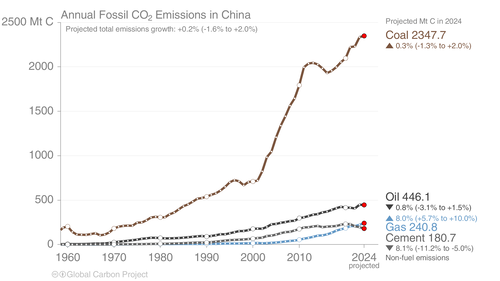 Annual Fossil CO₂ Emissions in China
Projected total emissions growth: +0.2% (-1.6% to +2.0%)
2500 Mt C
2000
1500
1000
500
0
1960
1970
1980
1990
2000
2010
2024
projected
Projected Mt C in 2024
Coal 2347.7
▲ 0.3% (-1.3% to +2.0%)
Oil 446.1
▼ 0.8% (-3.1% to +1.5%)
▲ 8.0% (+5.7% to +10.0%)
Gas 240.8
Cement 180.7
▼ 8.1% (-11.2% to -5.0%)
Non-fuel emissions
Global Carbon Project